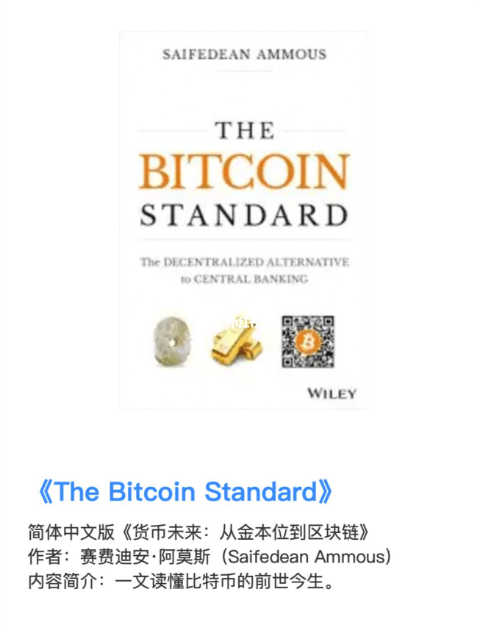 SAIFEDEAN AMMOUS
THE
BITCOIN
STANDARD
The DECENTRALIZED ALTERNATIVE
to CENTRAL BANKING
WILEY
《The Bitcoin Standard》
简体中文版《货币未来：从金本位到区块链》
作者：赛费迪安·阿莫斯（Saifedean Ammous）
内容简介：一文读懂比特币的前世今生。